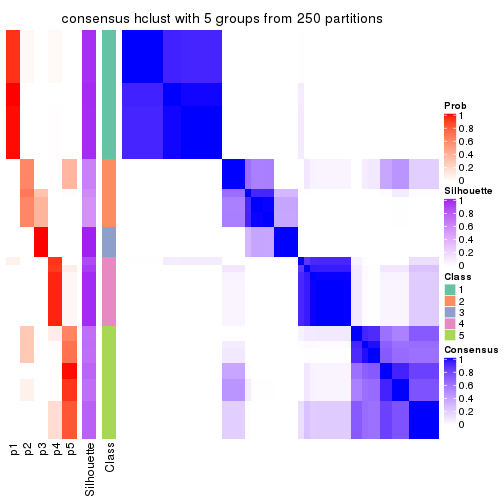 consensus hclust with 5 groups from 250 partitions
Prob
1
0.8
0.6
0.4
0.2
0
Silhouette
1
0.8
0.6
0.4
0.2
0
Class
1
2
3
4
5
Consensus
1
0.8
0.6
0.4
0.2
0
p1
p2
p3
p4
p5
Silhouette
Class